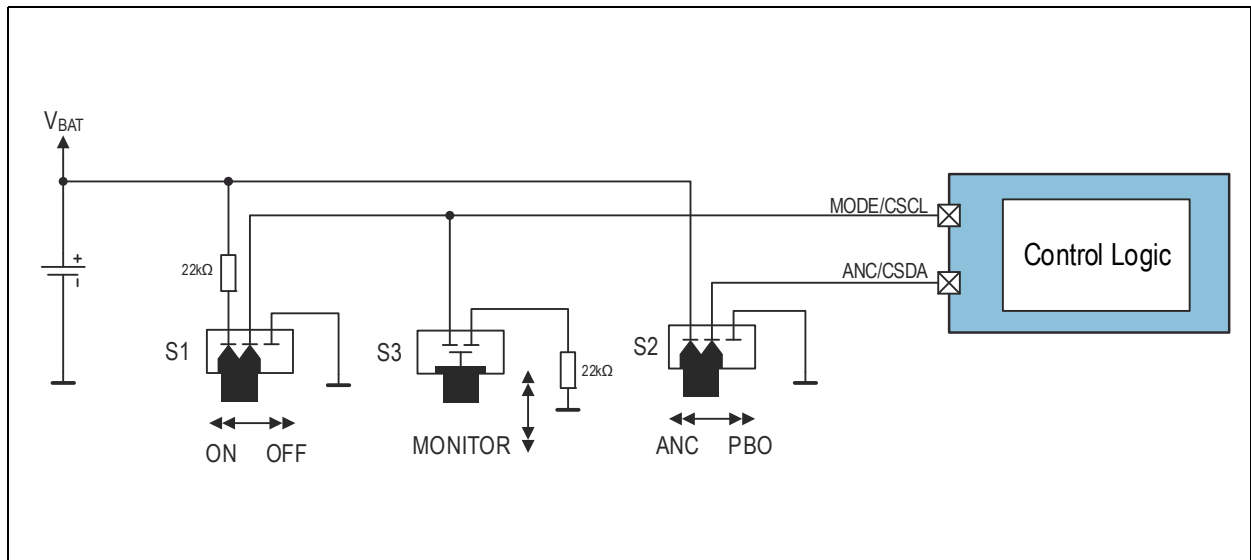 VBAT
MODE/CSCL
Control Logic
22kΩ
ANC/CSDA
+
S1
S3
22kΩ
S2
ON OFF
MONITOR
ANC PBO